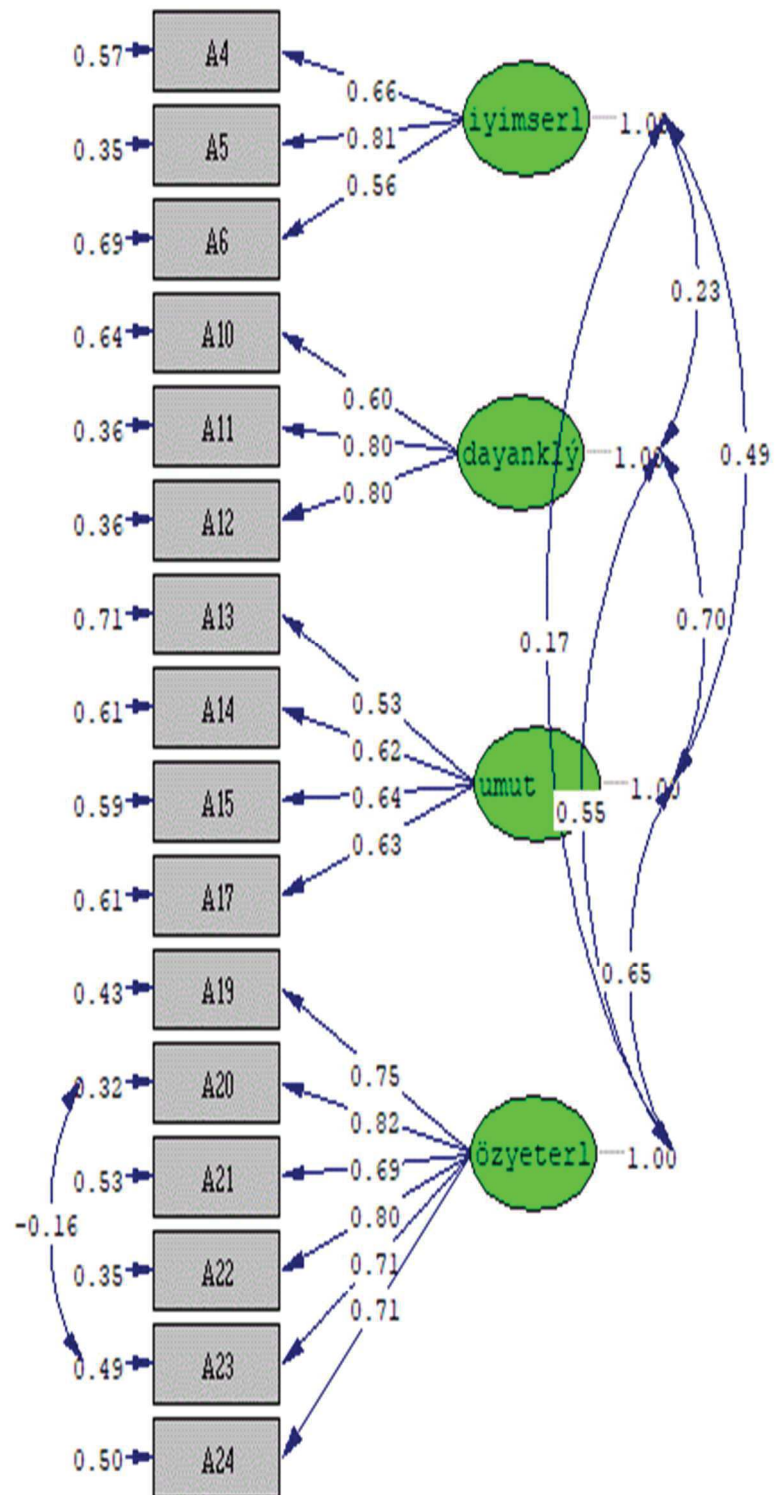 0.57 A4
0.66
iyimserl 1.00
0.35 A5
0.81
0.56
0.69 A6
0.23
0.64 A10
0.60
0.36 A11
0.80
dayanklý 1.00
0.49
0.80
0.36 A12
0.71 A13
0.70
0.17
0.53
0.61 A14
0.62
umut 1.00
0.59 A15
0.64
0.55
0.63
0.61 A17
0.65
0.43 A19
0.75
0.32 A20
0.82
özyeterl 1.00
0.53 A21
0.69
-0.16
0.80
0.35 A22
0.71
0.71
0.49 A23
0.50 A24